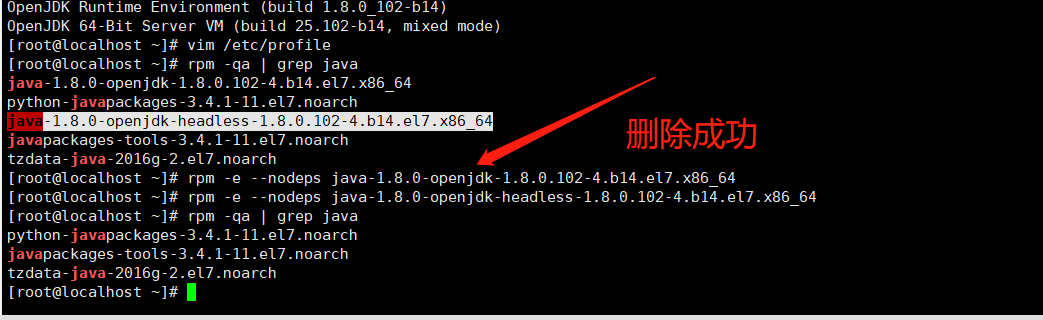 OpenJDK Runtime Environment (build 1.8.0_102-b14)
OpenJDK 64-Bit Server VM (build 25.102-b14, mixed mode)
[root@localhost ~]# vim /etc/profile
[root@localhost ~]# rpm -qa | grep java
java-1.8.0-openjdk-1.8.0.102-4.b14.el7.x86_64
python-javapackages-3.4.1-11.el7.noarch
java-1.8.0-openjdk-headless-1.8.0.102-4.b14.el7.x86_64
javapackages-tools-3.4.1-11.el7.noarch
删除成功
tzdata-java-2016g-2.el7.noarch
[root@localhost ~]# rpm -e --nodeps java-1.8.0-openjdk-1.8.0.102-4.b14.el7.x86_64
[root@localhost ~]# rpm -e --nodeps java-1.8.0-openjdk-headless-1.8.0.102-4.b14.el7.x86_64
[root@localhost ~]# rpm -qa | grep java
python-javapackages-3.4.1-11.el7.noarch
javapackages-tools-3.4.1-11.el7.noarch
tzdata-java-2016g-2.el7.noarch
[root@localhost ~]#